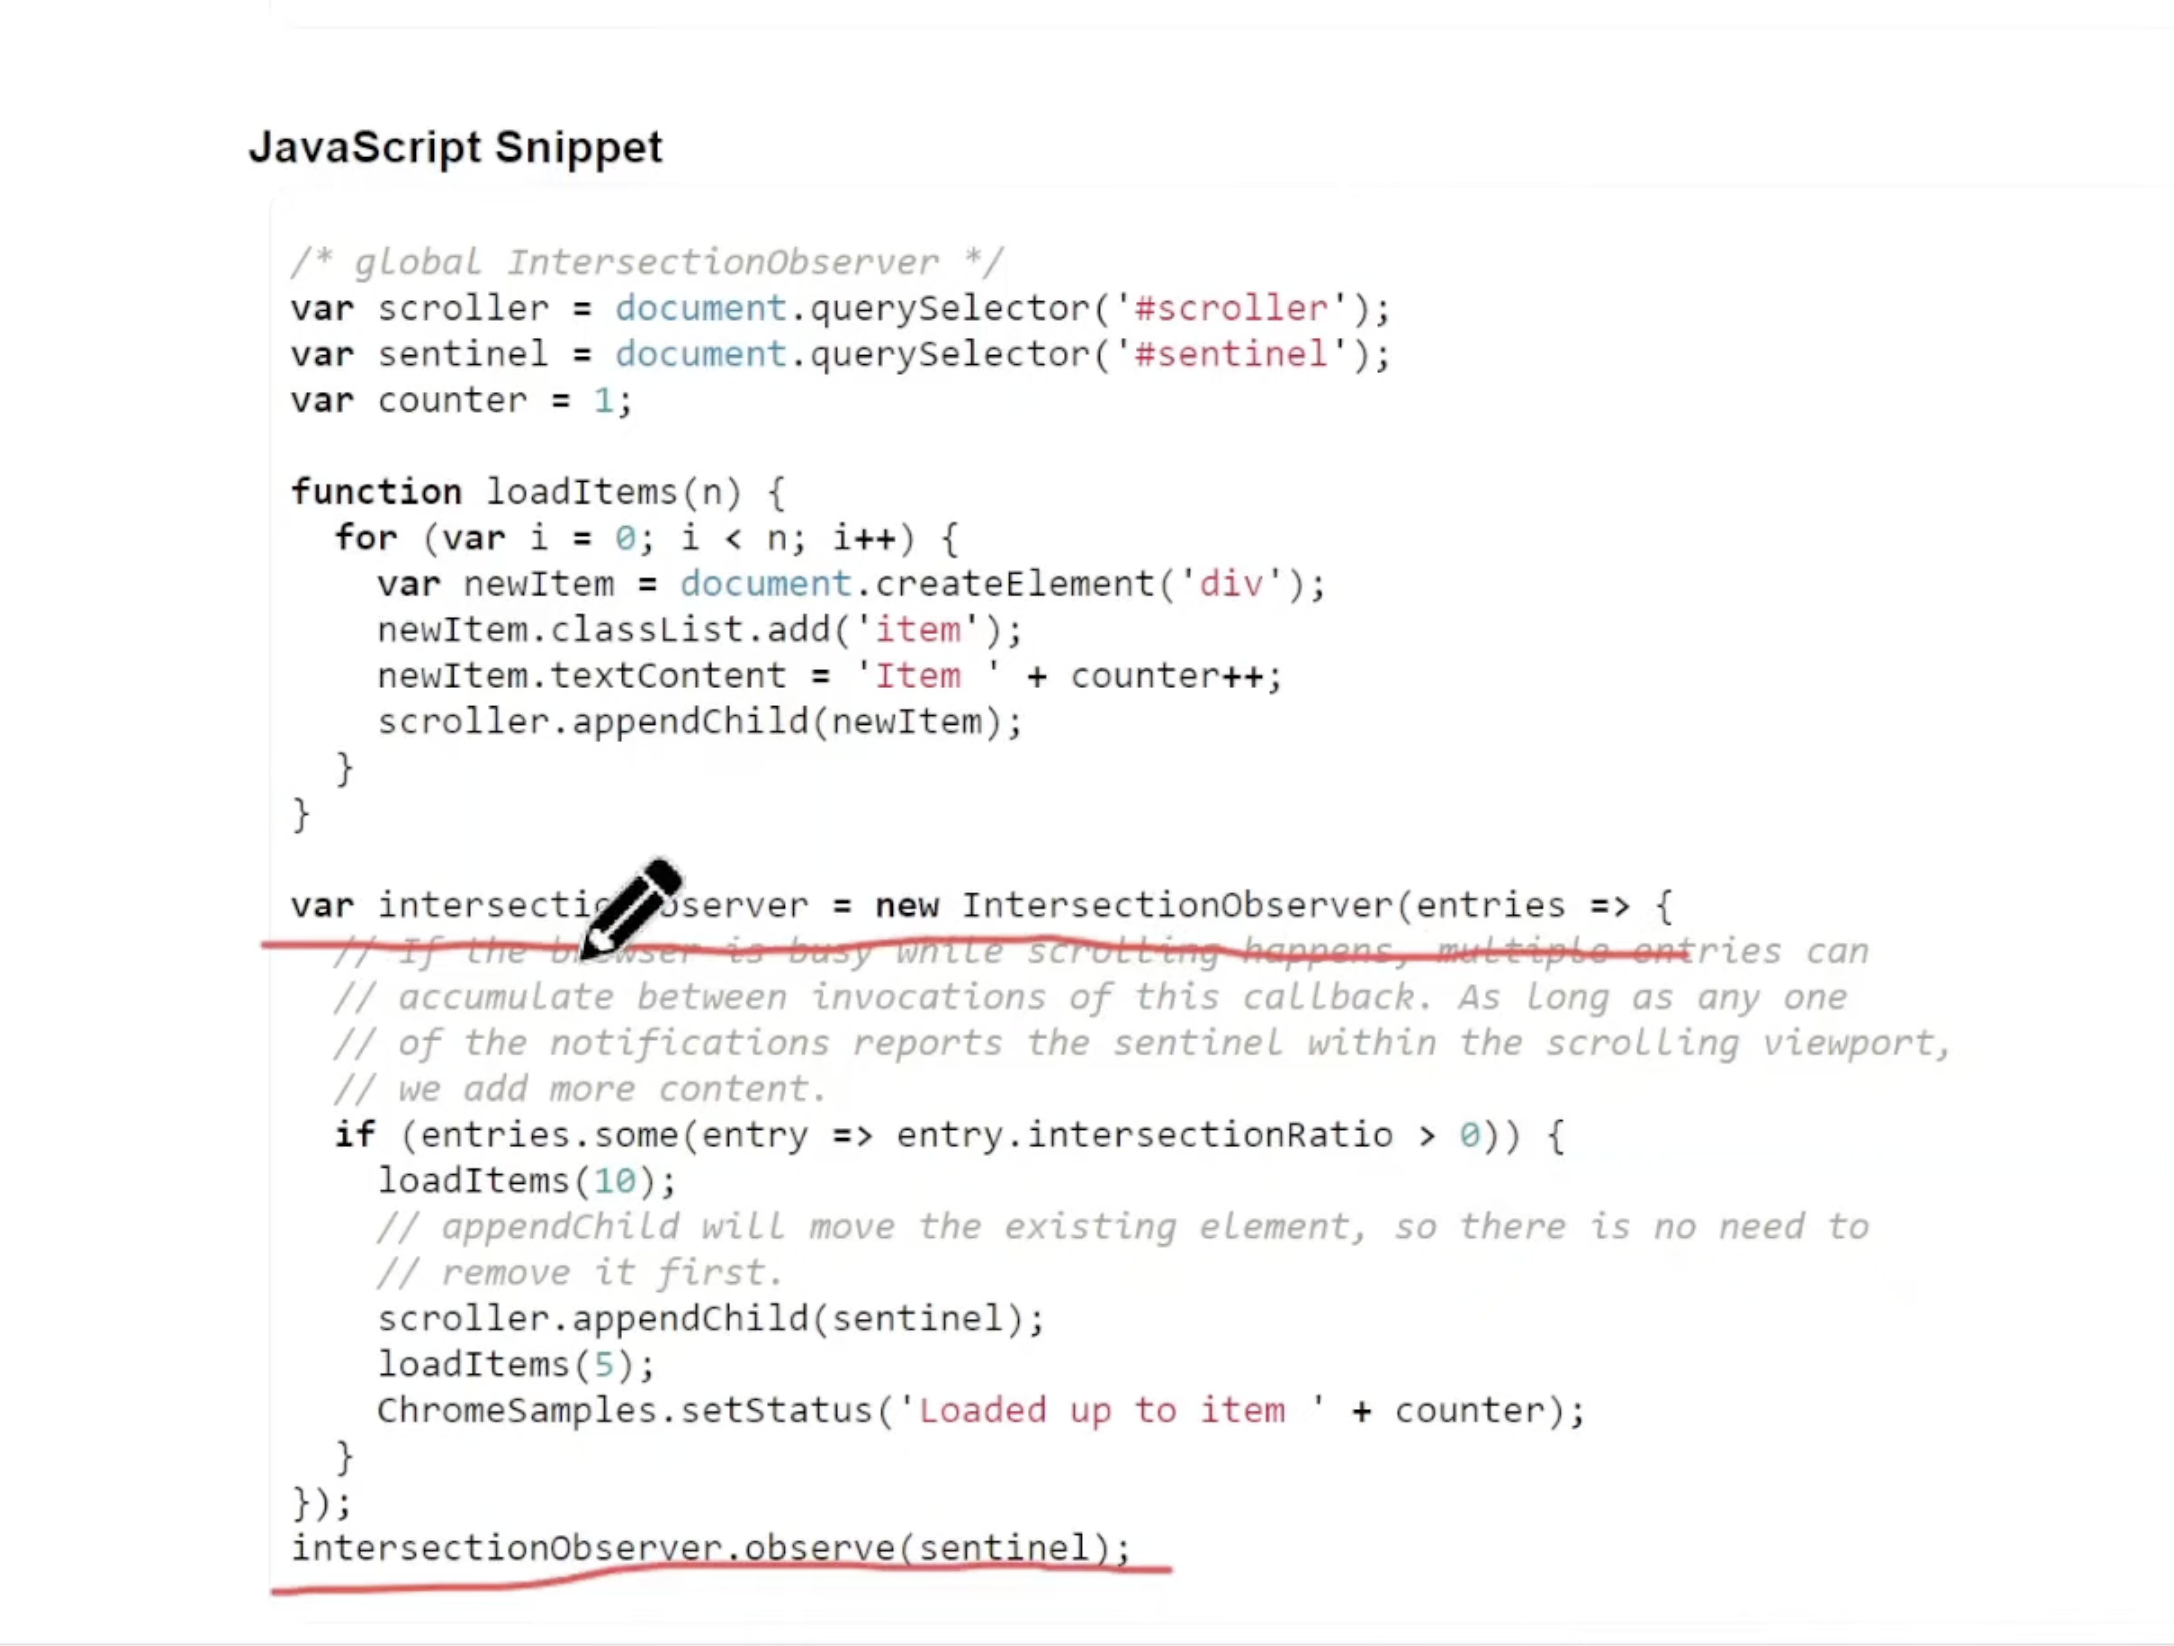 JavaScript Snippet
/* global IntersectionObserver */
var scroller = document.querySelector('#scroller');
var sentinel = document.querySelector('#sentinel');
var counter = 1;
function loadItems(n) {
for (var i = 0; i < n; i++) {
var newItem = document.createElement('div');
newItem.classList.add('item');
newItem.textContent = 'Item ' + counter++;
scroller.appendChild(newItem);
}
}
var intersectionObserver = new IntersectionObserver(entries => {
// If the browser is busy while scrolling happens, multiple entries can
// accumulate between invocations of this callback. As long as any one
// of the notifications reports the sentinel within the scrolling viewport,
// we add more content.
if (entries.some(entry => entry.intersectionRatio > 0)) {
loadItems(10);
// appendChild will move the existing element, so there is no need to
// remove it first.
scroller.appendChild(sentinel);
loadItems(5);
ChromeSamples.setStatus('Loaded up to item ' + counter);
}
});
intersectionObserver.observe(sentinel);